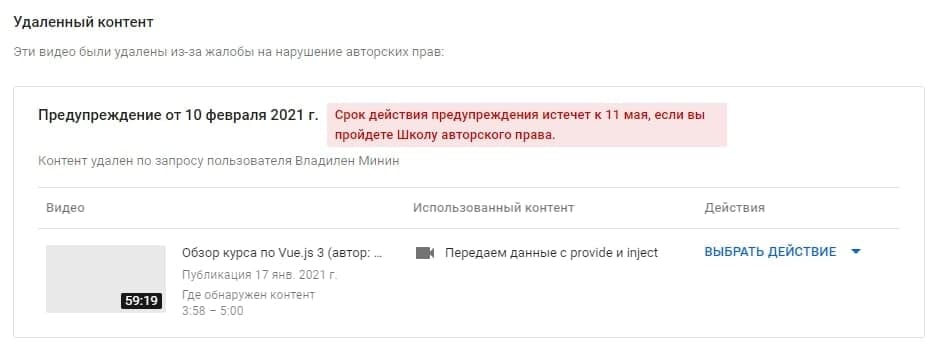 Удаленный контент
Эти видео были удалены из-за жалобы на нарушение авторских прав:
Предупреждение от 10 февраля 2021 г.
Срок действия предупреждения истечет к 11 мая, если вы
пройдете Школу авторского права.
Контент удален по запросу пользователя Владилен Минин
Видео
Использованный контент
Действия
59:19
Обзор курса по Vue.js 3 (автор: ...
Публикация 17 янв. 2021 г.
Где обнаружен контент
3:58 – 5:00
Передаем данные с provide и inject
ВЫБРАТЬ ДЕЙСТВИЕ